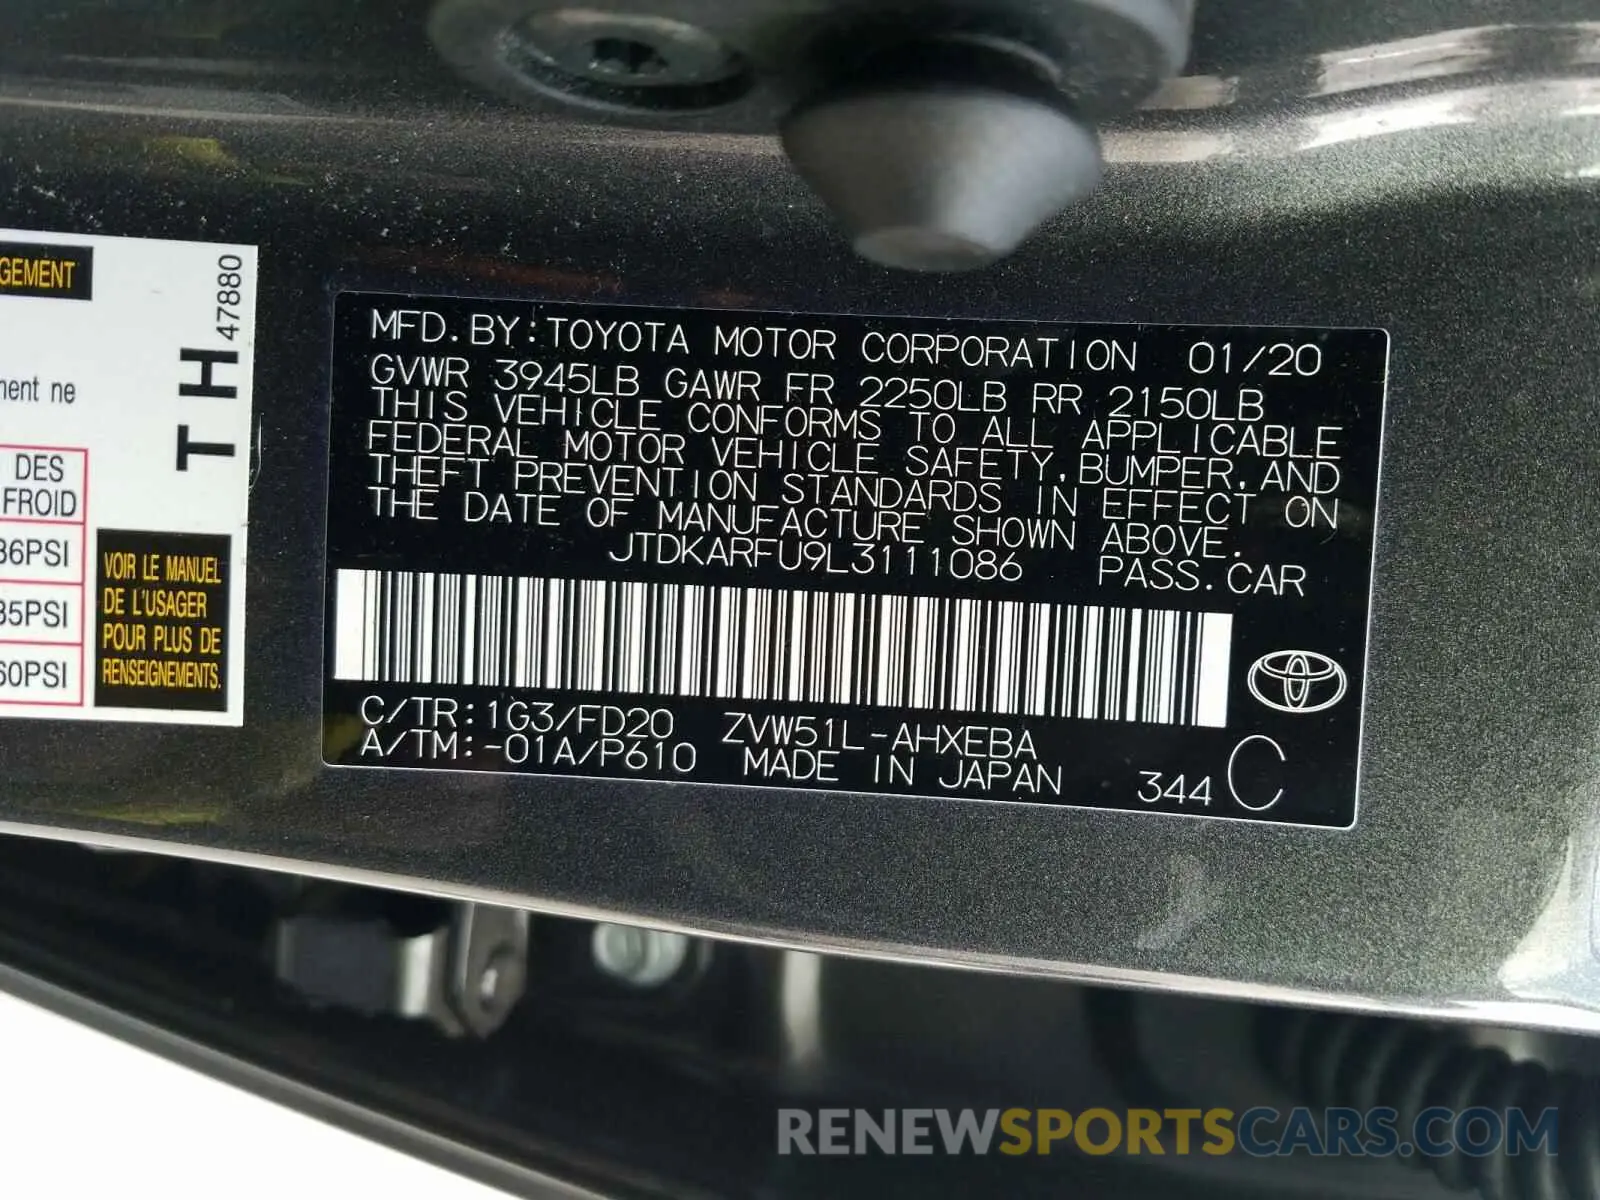 GEMENT
TH 47880
ment ne
DES
FROID
36PSI
35PSI
60PSI
VOIR LE MANUEL
DE L'USAGER
POUR PLUS DE
RENSEIGNEMENTS.
MFD. BY: TOYOTA MOTOR CORPORATION 01/20
GVWR 3945LB GAWR FR 2250LB RR 2150LB
THIS VEHICLE CONFORMS TO ALL APPLICABLE
FEDERAL MOTOR VEHICLE SAFETY, BUMPER, AND
THEFT PREVENTION STANDARDS IN EFFECT ON
THE DATE OF MANUFACTURE SHOWN ABOVE.
JTDKARFU9L3111086 PASS. CAR
C/TR: 1G3/FD20 ZVW51L-AHXEBA
A/TM: -01A/P610 MADE IN JAPAN 344 C
RENEWSPORTSCARS.COM